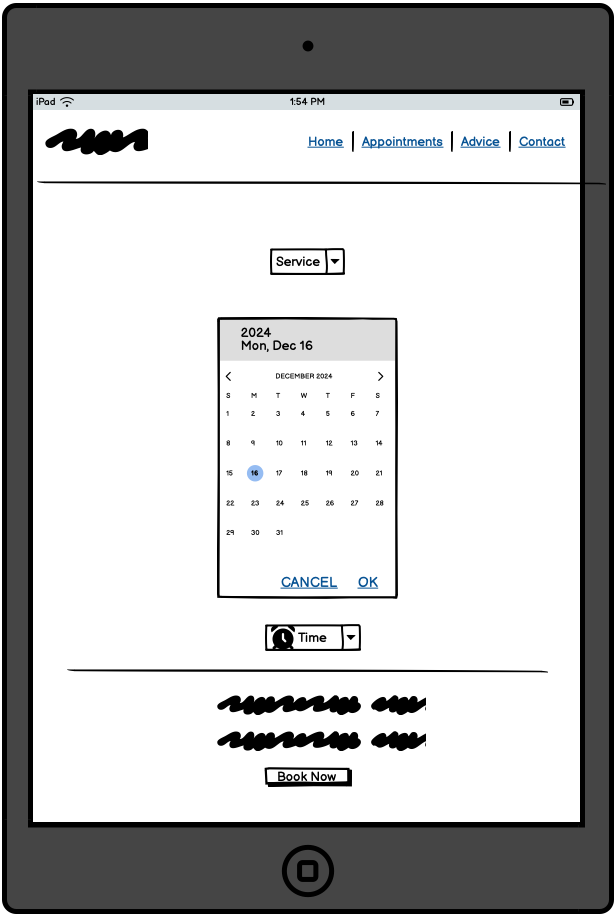 iPad 1:54 PM
Home Appointments Advice Contact
Service
2024
Mon, Dec 16
DECEMBER 2024
S M T W T F S
1 2 3 4 5 6 7
8 9 10 11 12 13 14
15 16 17 18 19 20 21
22 23 24 25 26 27 28
29 30 31
CANCEL OK
Time
Book Now